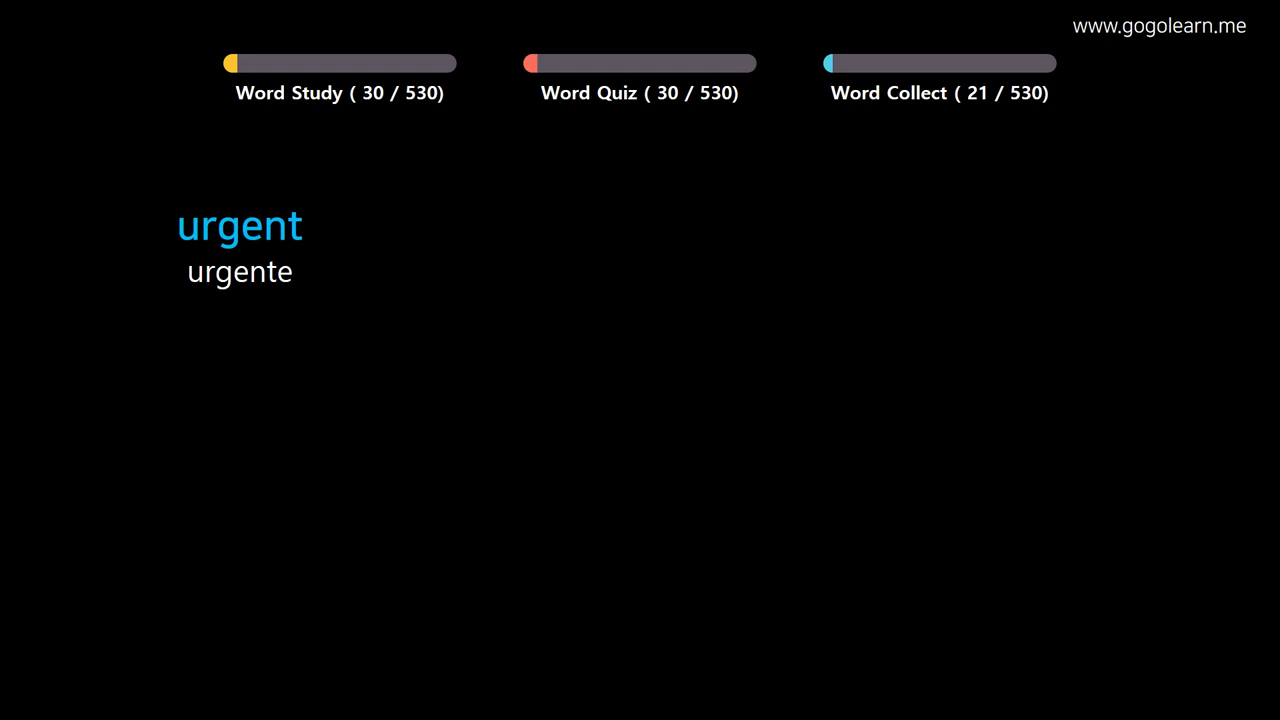 www.gogolearn.me
Word Study ( 30 / 530)
Word Quiz ( 30 / 530)
Word Collect ( 21 / 530)
urgent
urgente